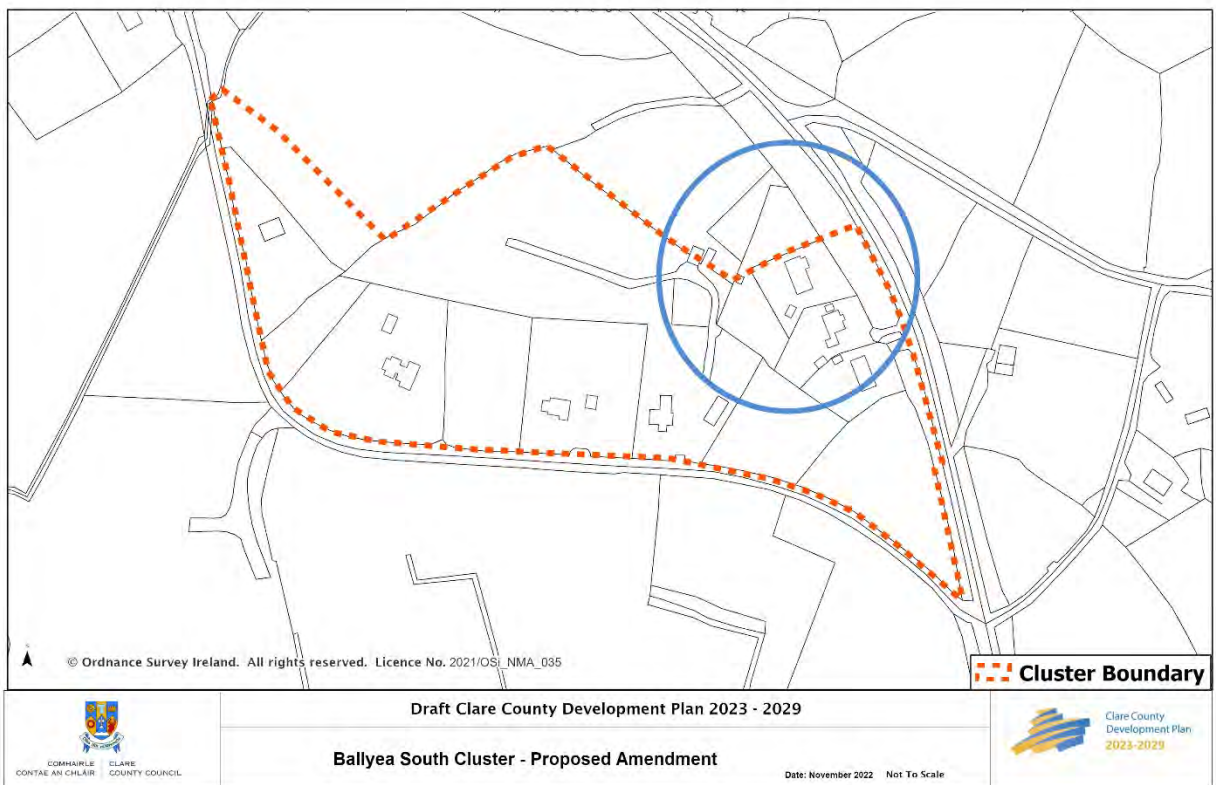 © Ordnance Survey Ireland. All rights reserved. Licence No. 2021/OSi_NMA_035
Cluster Boundary
Draft Clare County Development Plan 2023 - 2029
Ballyea South Cluster - Proposed Amendment
Date: November 2022 Not To Scale
COMHAIRLE CONTAE AN CHLÁIR
CLARE COUNTY COUNCIL
Clare County
Development Plan
2023-2029